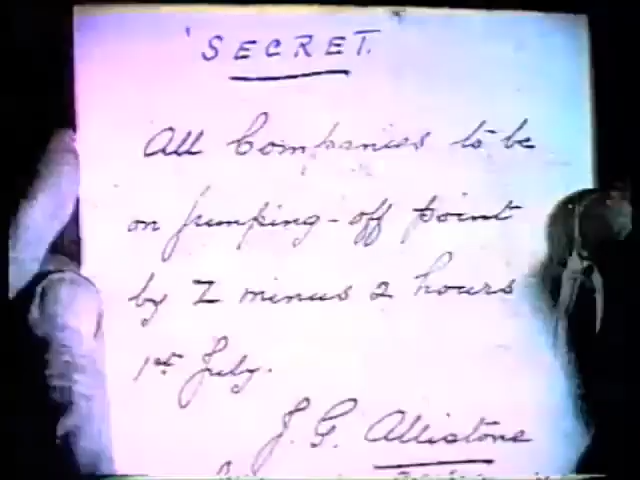 'SECRET.
All Companies to be
on jumping-off point
by Z minus 2 hours
1st July.
J. G. Allistone